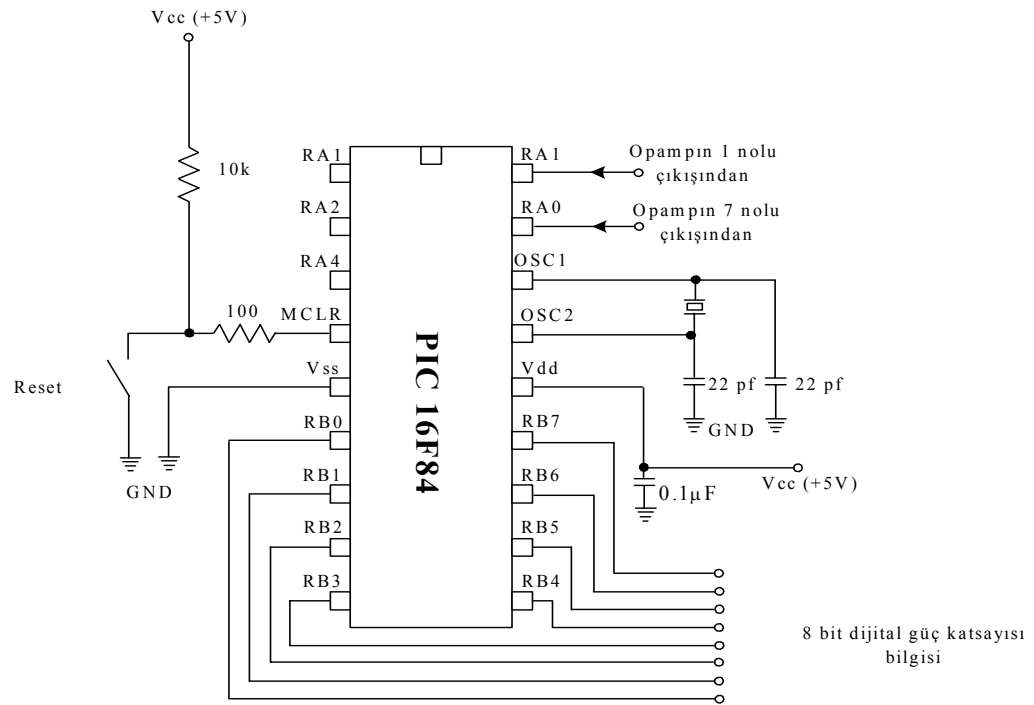 Vcc (+5V)
10k
RA1
RA2
RA4
100
MCLR
Reset
Vss
GND
RB0
RB1
RB2
RB3
PIC 16F84
RA1
Opampın 1 nolu
çıkışından
RA0
Opampın 7 nolu
çıkışından
OSC1
OSC2
22 pf
22 pf
GND
Vdd
Vcc (+5V)
0.1µF
RB7
RB6
RB5
RB4
8 bit dijital güç katsayısı
bilgisi